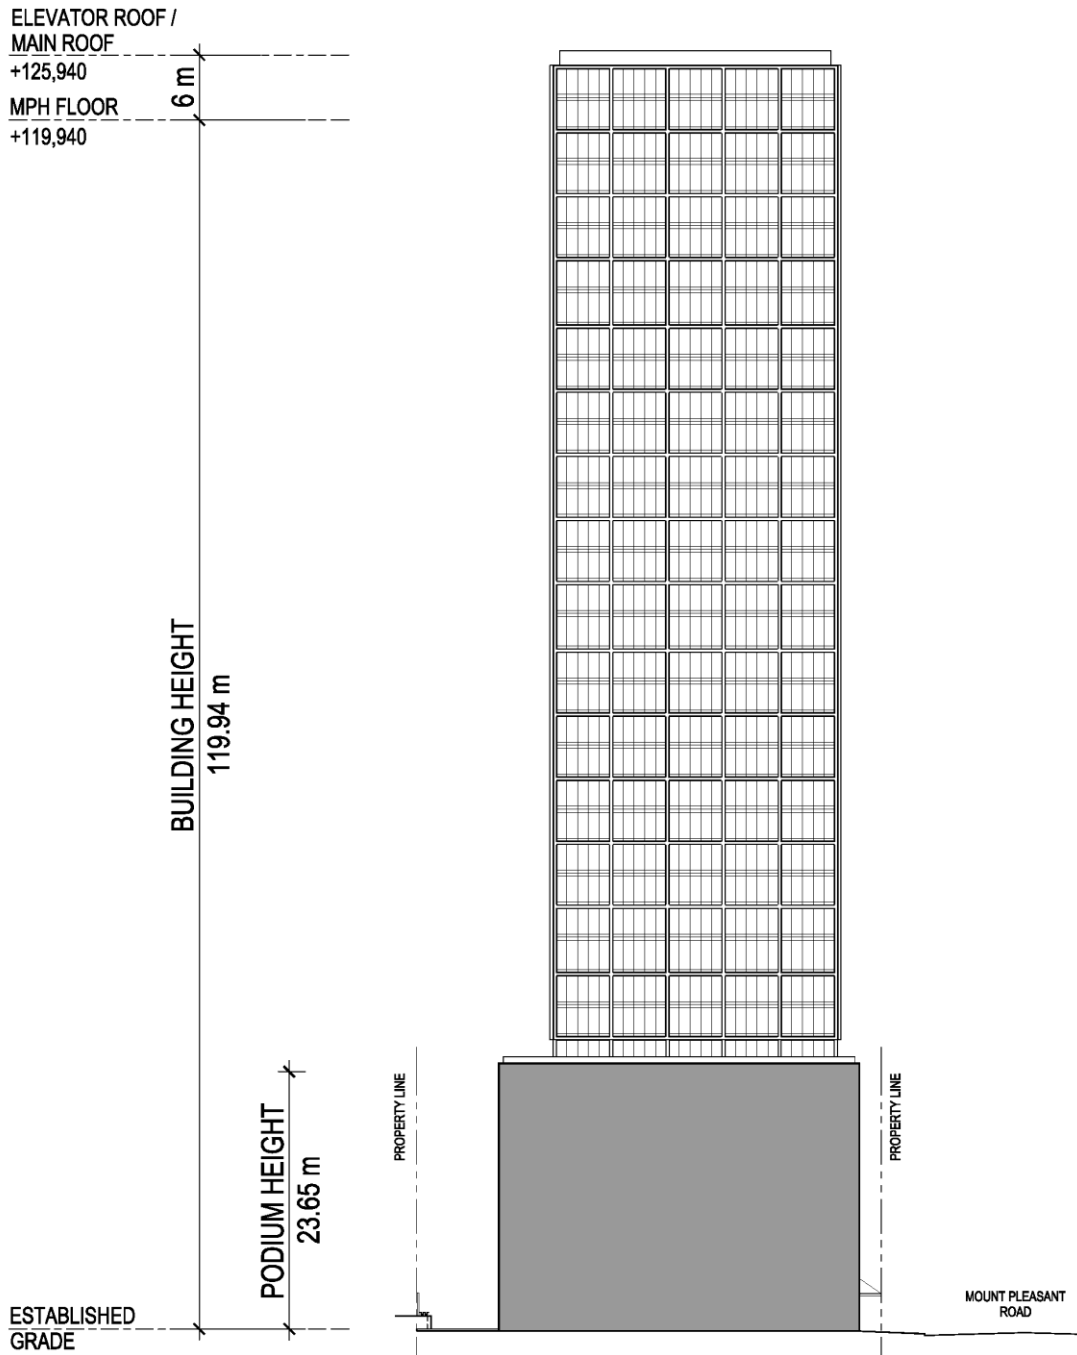 ELEVATOR ROOF /
MAIN ROOF
+125,940
6 m
MPH FLOOR
+119,940
BUILDING HEIGHT
119.94 m
PODIUM HEIGHT
23.65 m
PROPERTY LINE
PROPERTY LINE
MOUNT PLEASANT
ROAD
ESTABLISHED
GRADE